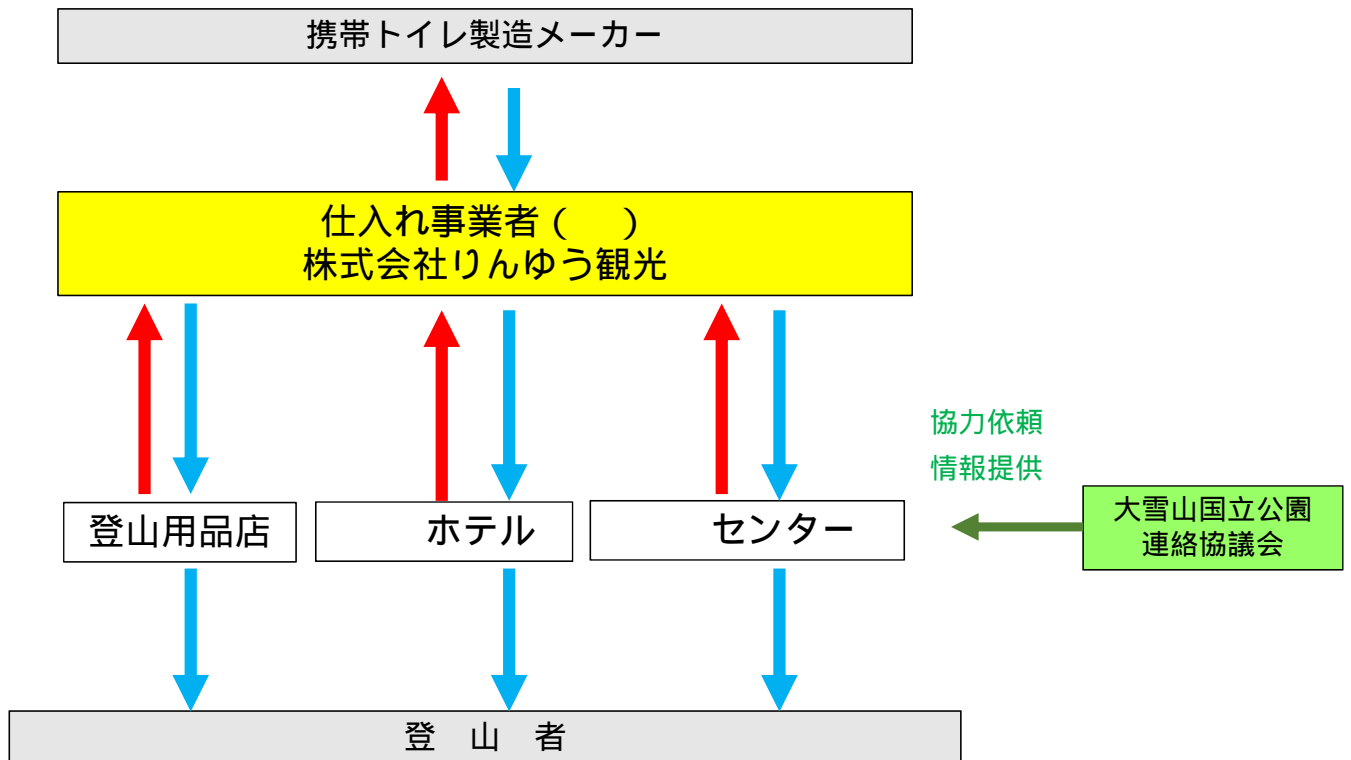 携帯トイレ製造メーカー
仕入れ事業者（　）
株式会社りんゆう観光
協力依頼
情報提供
登山用品店
ホテル
センター
大雪山国立公園
連絡協議会
登　山　者